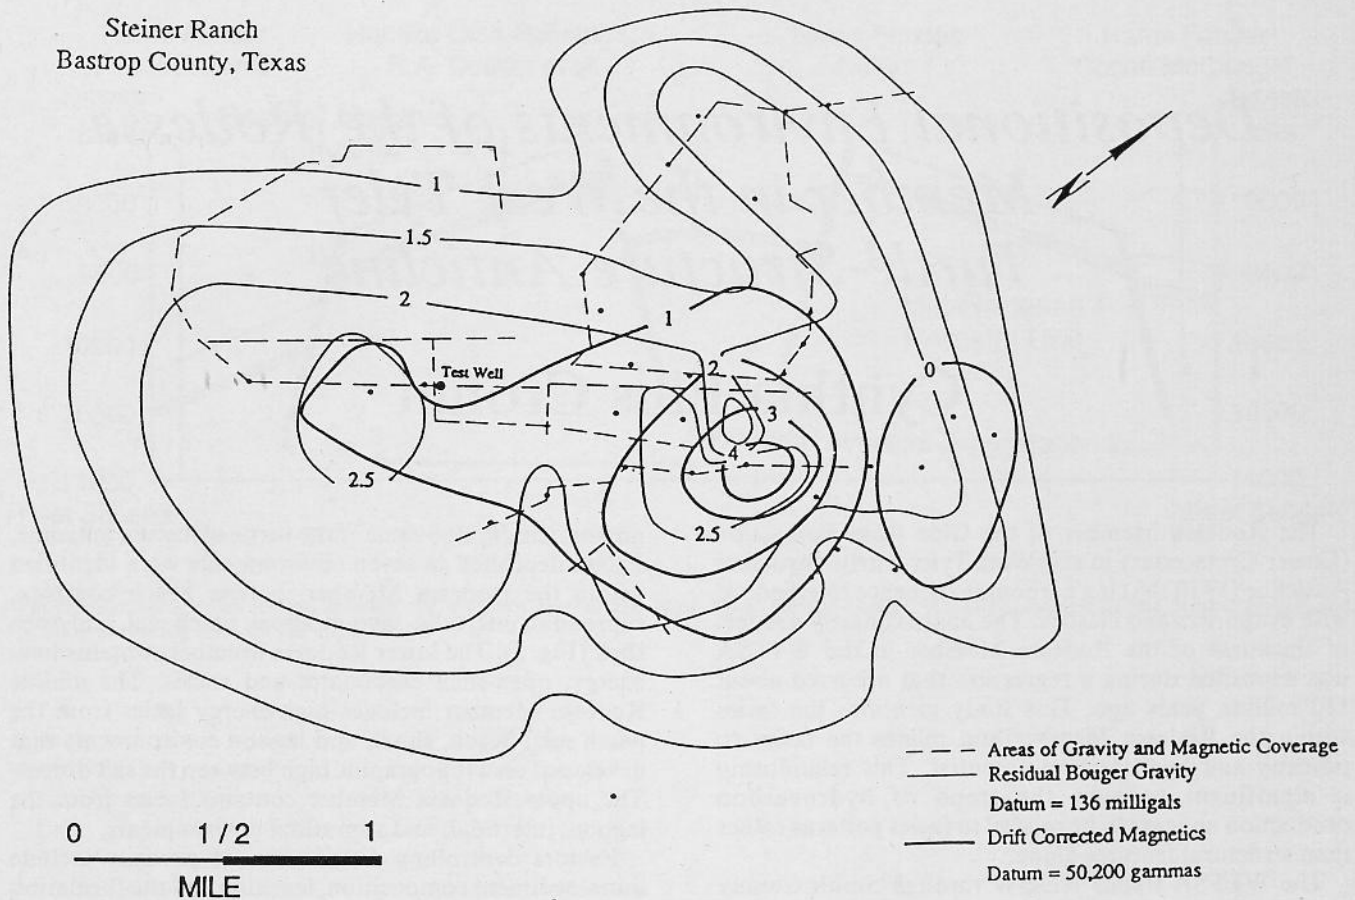 Steiner Ranch
Bastrop County, Texas
1
1.5
2
1
Test Well
2
3
4
0
2.5
2.5
Areas of Gravity and Magnetic Coverage
Residual Bouger Gravity
Datum = 136 milligals
Drift Corrected Magnetics
Datum = 50,200 gammas
0 1/2 1
MILE